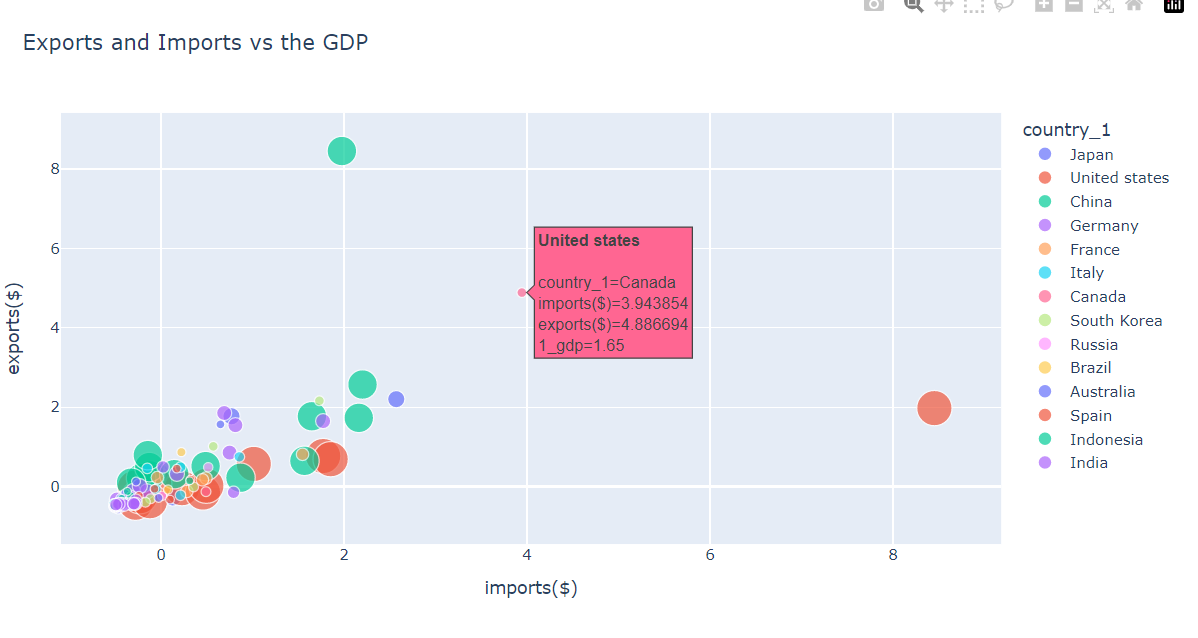 Exports and Imports vs the GDP
exports($)
8
6
4
2
0
0
2
4
6
8
imports($)
United states
country_1=Canada
imports($)=3.943854
exports($)=4.886694
1_gdp=1.65
country_1
Japan
United states
China
Germany
France
Italy
Canada
South Korea
Russia
Brazil
Australia
Spain
Indonesia
India